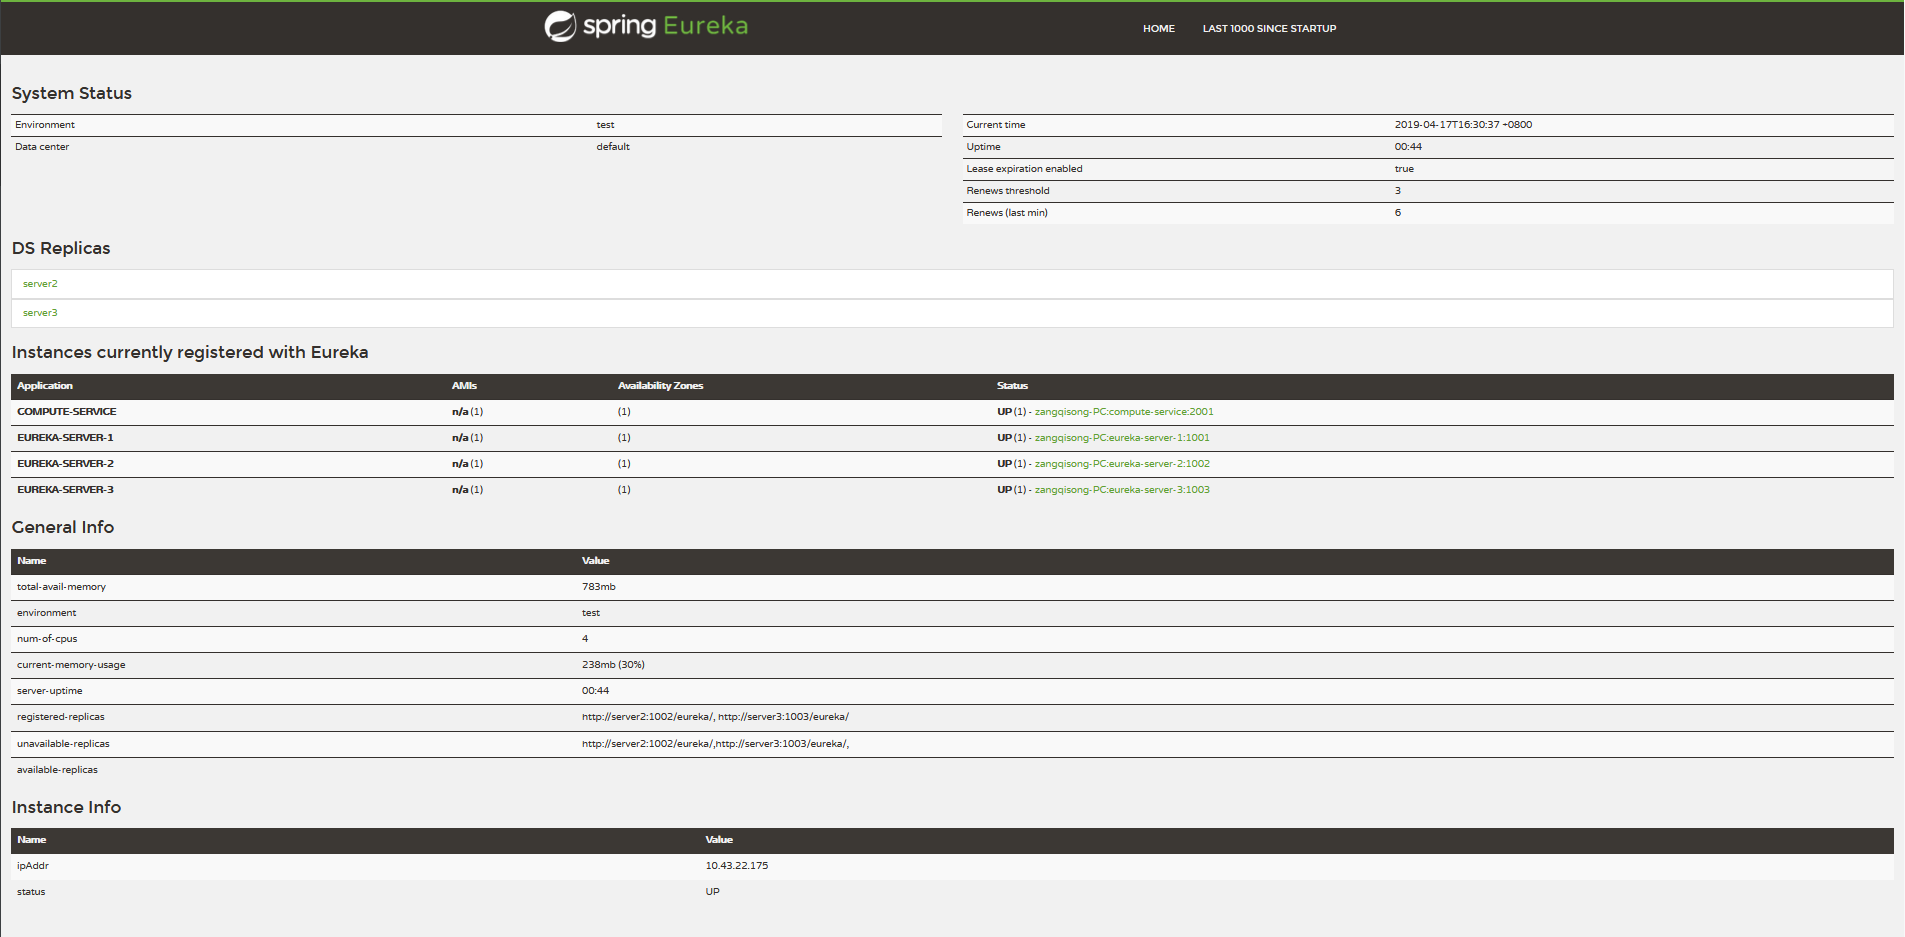 spring Eureka
HOME LAST 1000 SINCE STARTUP
System Status
Environment test
Data center default
Current time 2019-04-17T16:30:37 +0800
Uptime 00:44
Lease expiration enabled true
Renews threshold 3
Renews (last min) 6
DS Replicas
server2
server3
Instances currently registered with Eureka
Application AMIs Availability Zones Status
COMPUTE-SERVICE n/a (1) (1) UP (1) - zangqisong-PC:compute-service:2001
EUREKA-SERVER-1 n/a (1) (1) UP (1) - zangqisong-PC:eureka-server-1:1001
EUREKA-SERVER-2 n/a (1) (1) UP (1) - zangqisong-PC:eureka-server-2:1002
EUREKA-SERVER-3 n/a (1) (1) UP (1) - zangqisong-PC:eureka-server-3:1003
General Info
Name Value
total-avail-memory 783mb
environment test
num-of-cpus 4
current-memory-usage 238mb (30%)
server-uptime 00:44
registered-replicas http://server2:1002/eureka/, http://server3:1003/eureka/
unavailable-replicas http://server2:1002/eureka/,http://server3:1003/eureka/,
available-replicas
Instance Info
Name Value
ipAddr 10.43.22.175
status UP